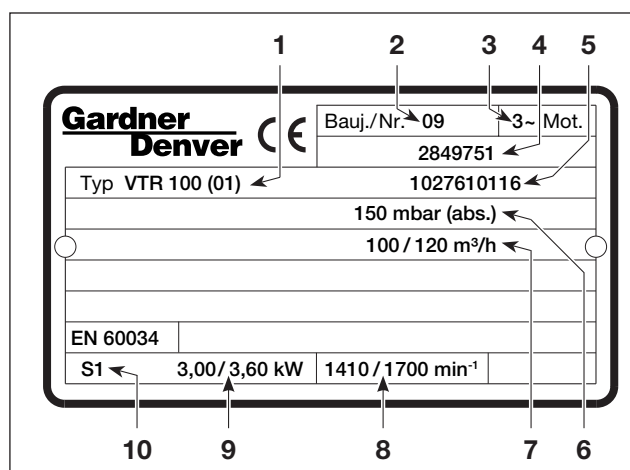 1 2 3 4 5
Gardner Denver CE
Bauj./Nr. 09 3~ Mot.
2849751
Typ VTR 100 (01) 1027610116
150 mbar (abs.)
100 / 120 m³/h
EN 60034
S1 3,00/3,60 kW 1410/1700 min⁻¹
10 9 8 7 6